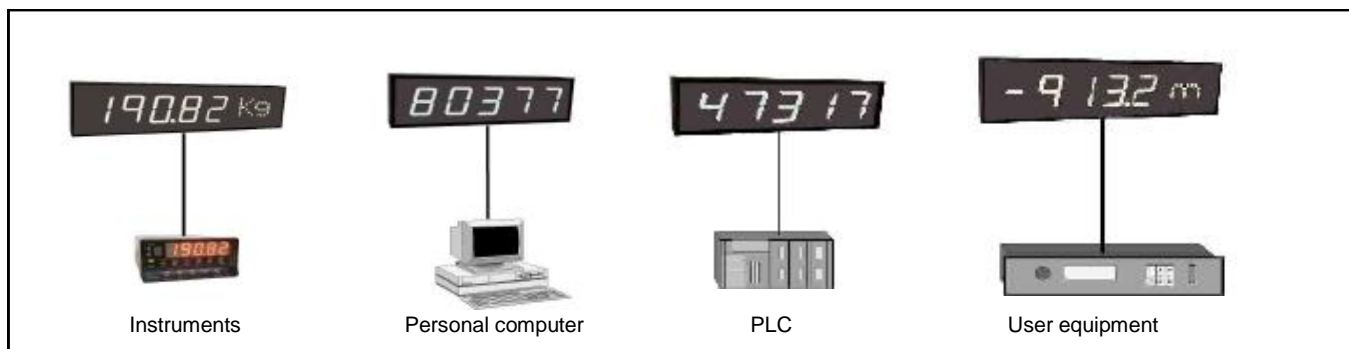 190.82 Kg
80377
47317
-913.2 m
190.82
Instruments
Personal computer
PLC
User equipment